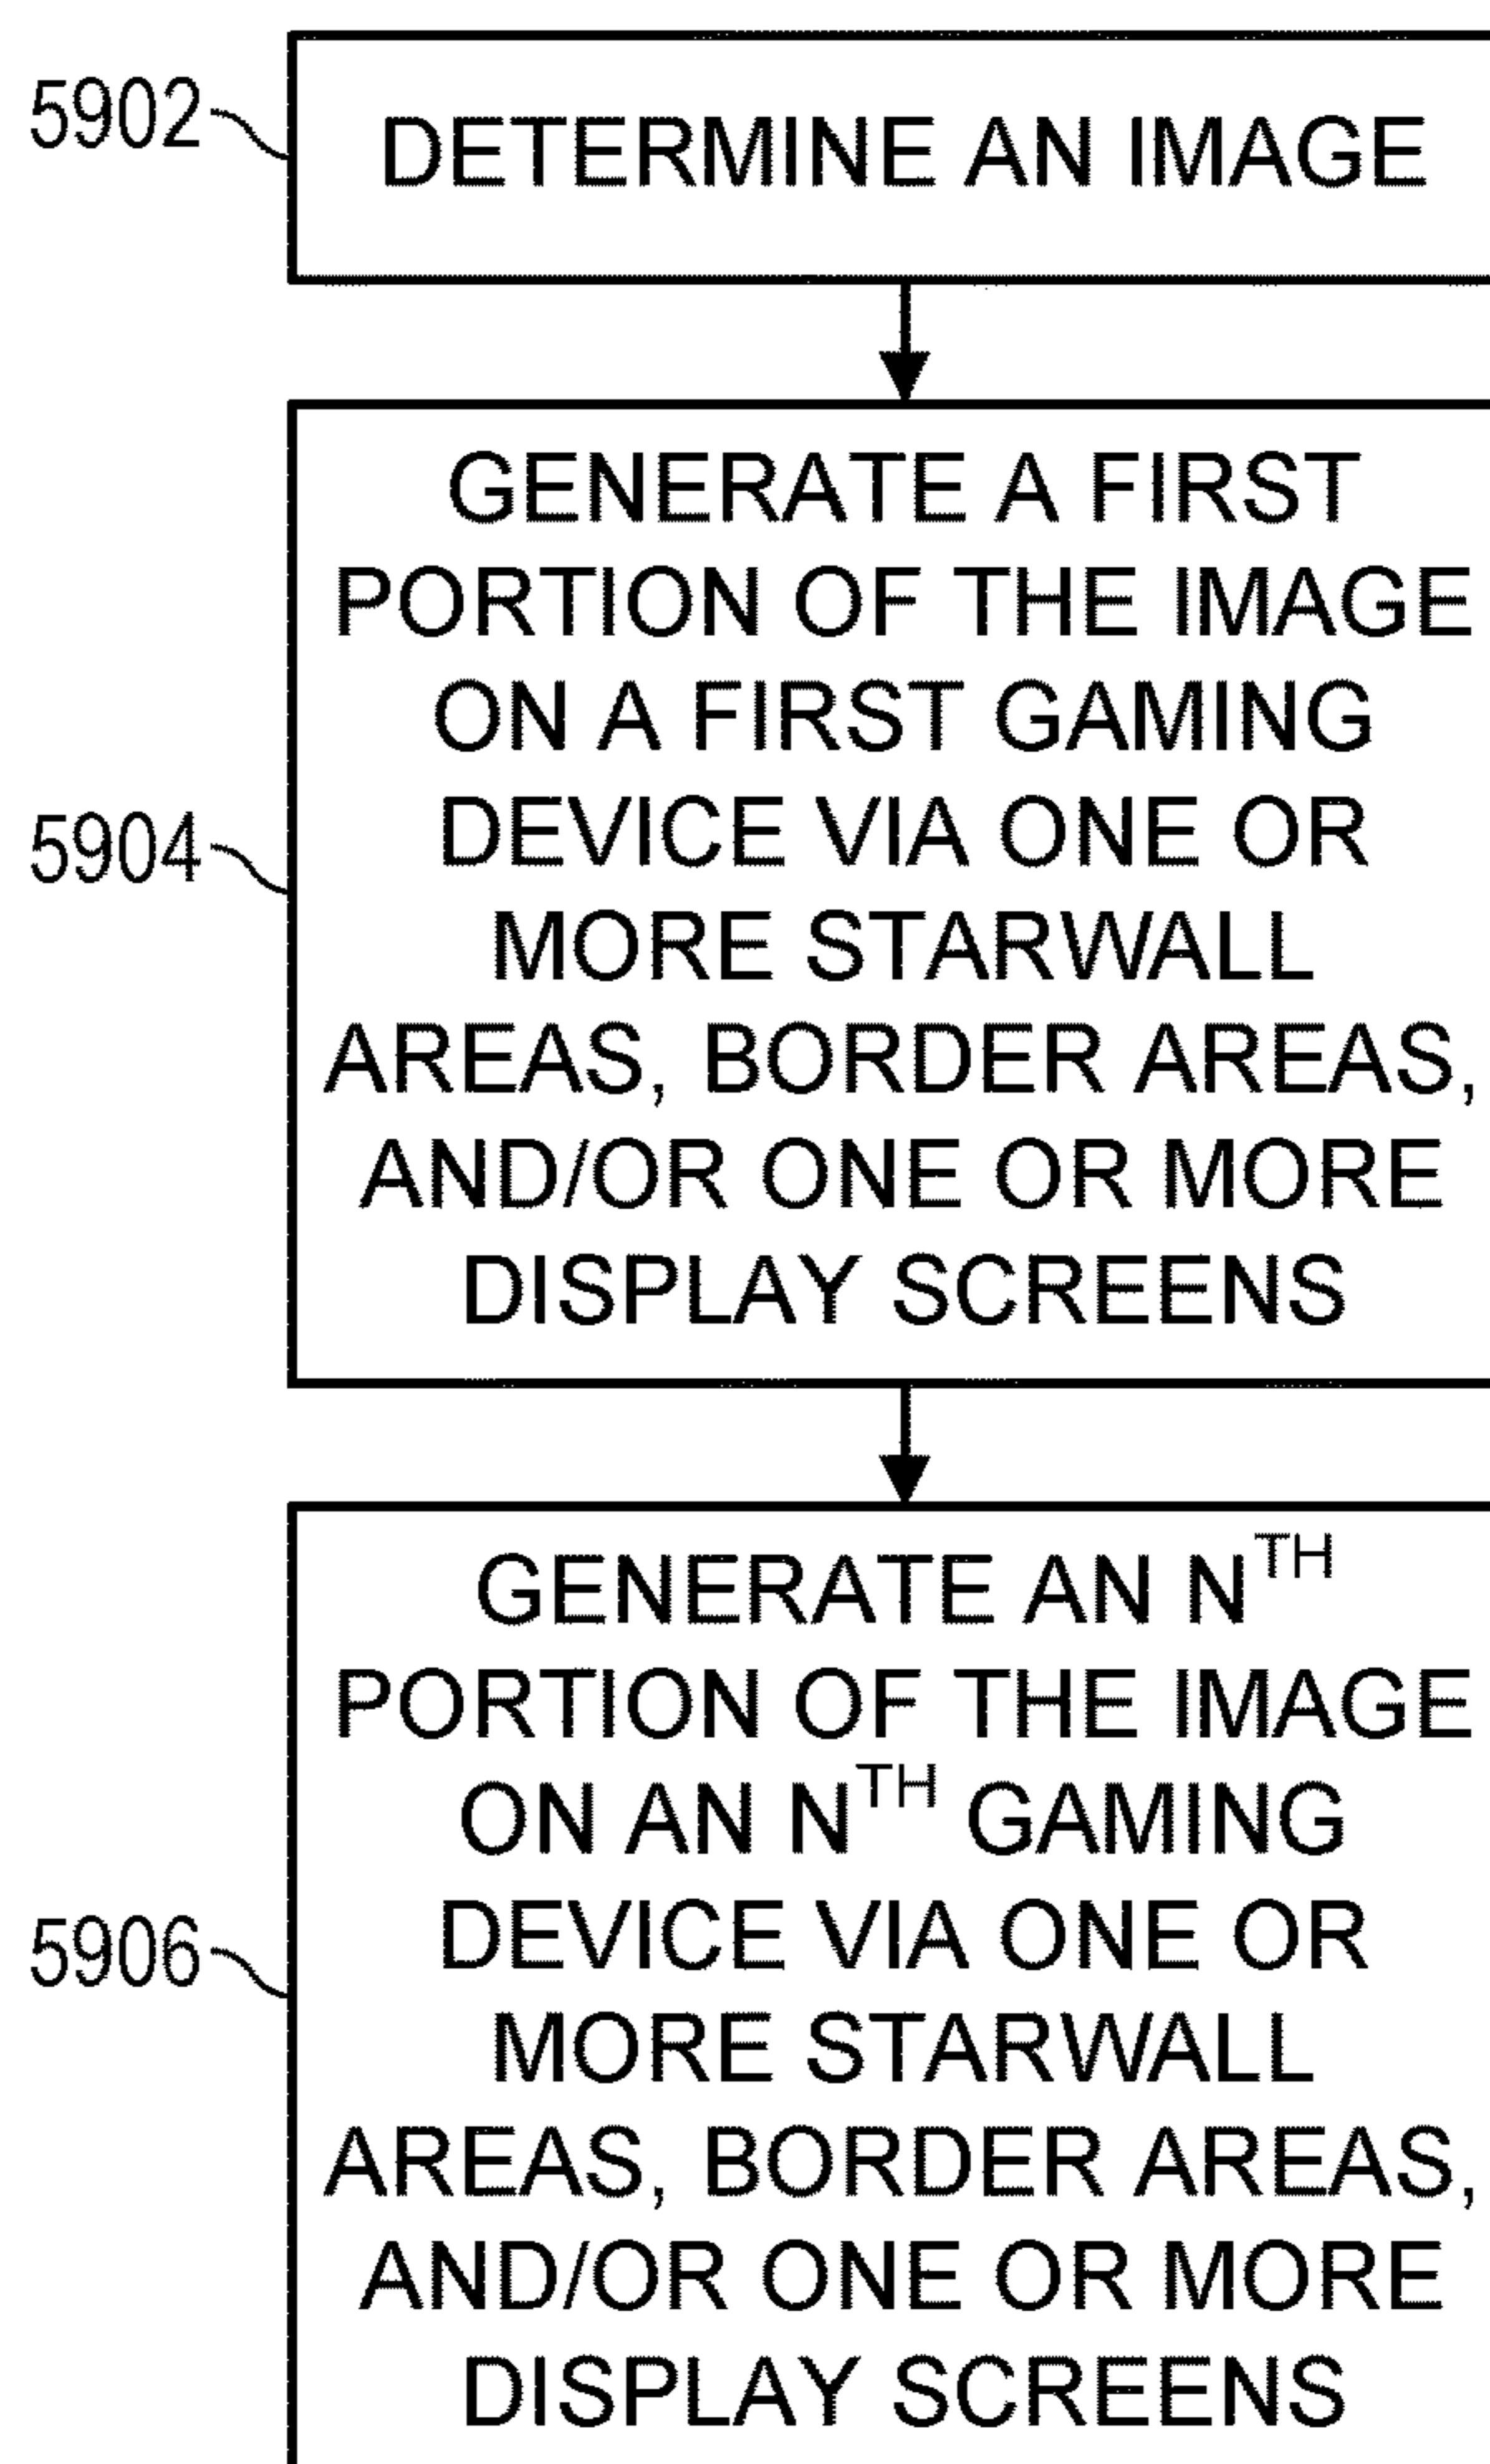 5902
DETERMINE AN IMAGE
5904
GENERATE A FIRST
PORTION OF THE IMAGE
ON A FIRST GAMING
DEVICE VIA ONE OR
MORE STARWALL
AREAS, BORDER AREAS,
AND/OR ONE OR MORE
DISPLAY SCREENS
5906
GENERATE AN NTH
PORTION OF THE IMAGE
ON AN NTH GAMING
DEVICE VIA ONE OR
MORE STARWALL
AREAS, BORDER AREAS,
AND/OR ONE OR MORE
DISPLAY SCREENS